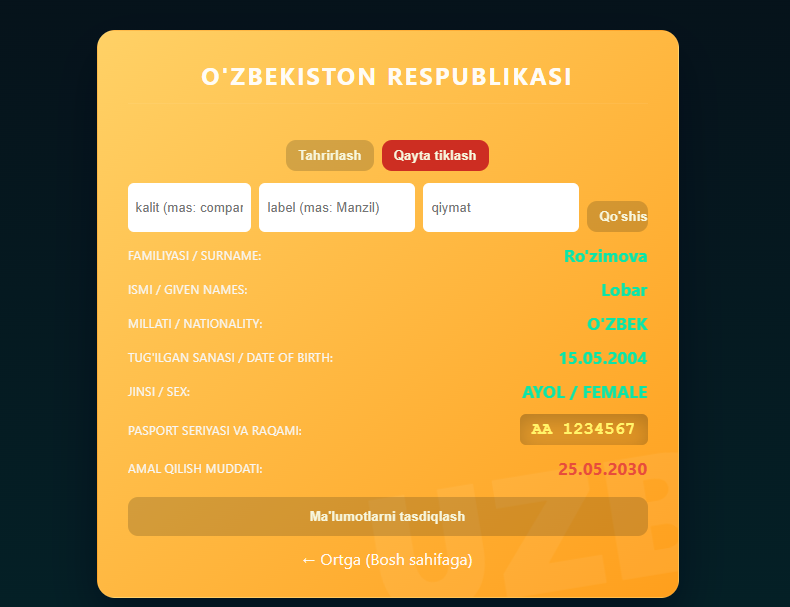 O'ZBEKISTON RESPUBLIKASI
Tahrirlash Qayta tiklash
kalit (mas: compar label (mas: Manzil) qiymat Qo'shis
FAMILIYASI / SURNAME: Ro'zimova
ISMI / GIVEN NAMES: Lobar
MILLATI / NATIONALITY: O'ZBEK
TUG'ILGAN SANASI / DATE OF BIRTH: 15.05.2004
JINSI / SEX: AYOL / FEMALE
PASPORT SERIYASI VA RAQAMI: AA 1234567
AMAL QILISH MUDDATI: 25.05.2030
Ma'lumotlarni tasdiqlash
← Ortga (Bosh sahifaga)
UZB